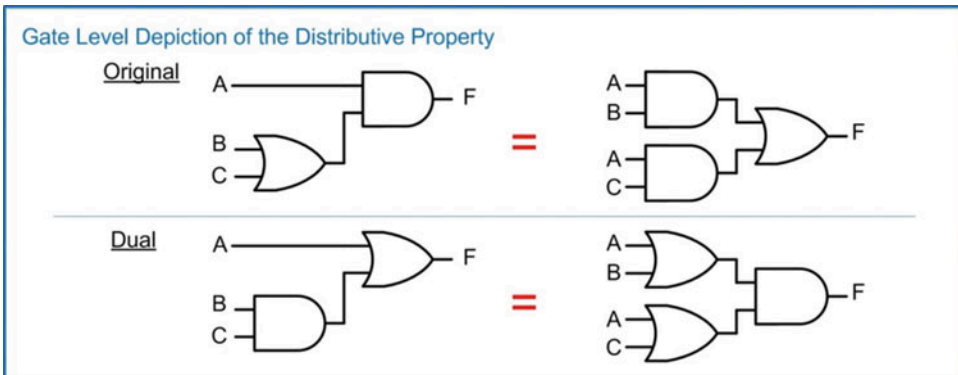 Gate Level Depiction of the Distributive Property
Original
A
F
B
C
=
A
B
A
C
F
Dual
A
F
B
C
=
A
B
A
C
F